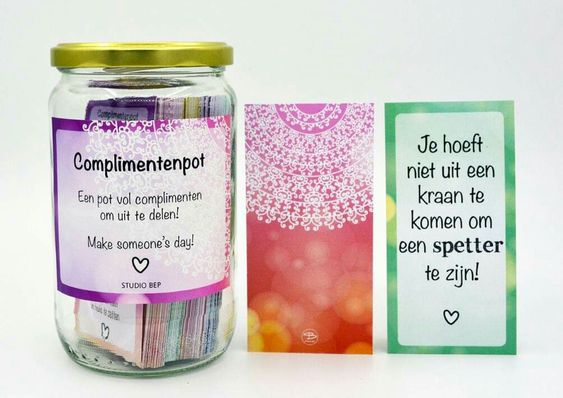 Complimentenpot
Complimentenpot
Een pot vol complimenten
om uit te delen!
Make someone's day!
STUDIO BEP
Je hoeft
niet uit een
kraan te
komen om
een spetter
te zijn!